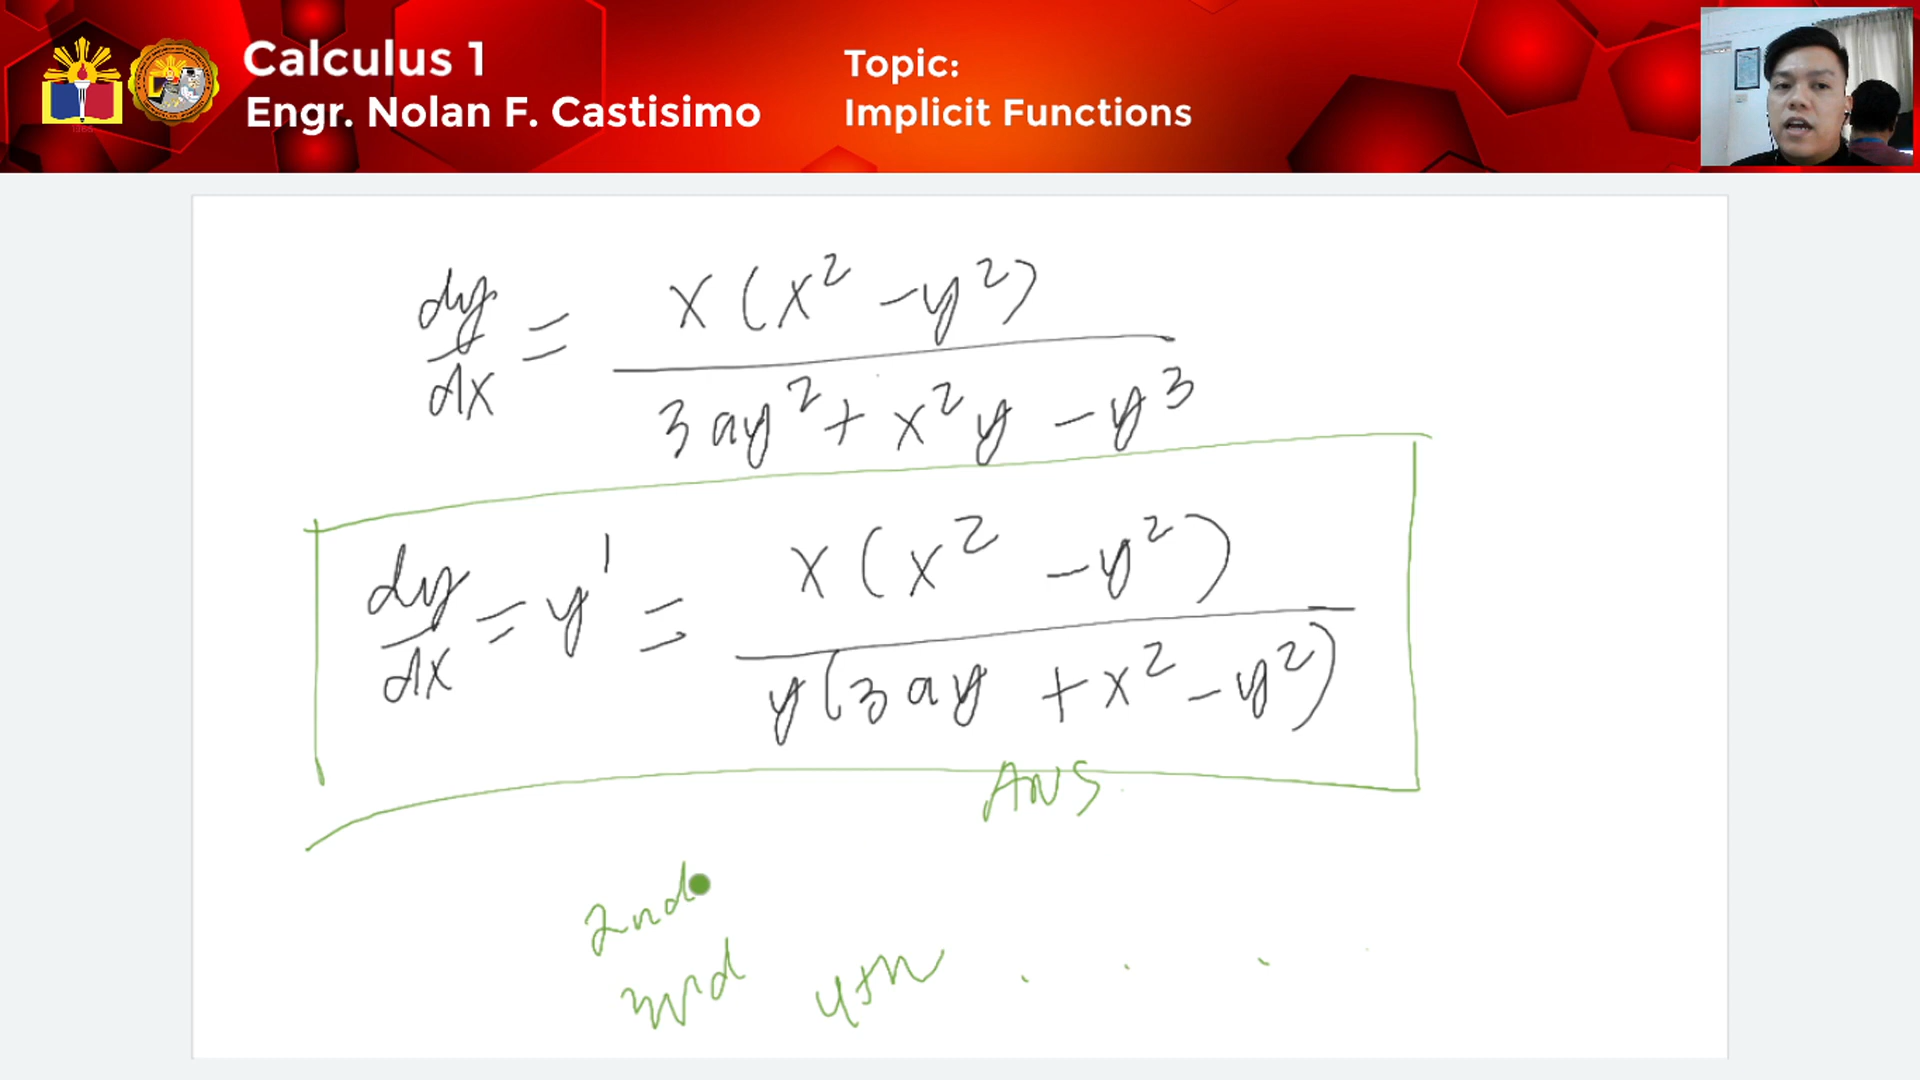 Calculus 1
Engr. Nolan F. Castisimo
Topic:
Implicit Functions
dy/dx = x(x² - y²) / 3ay² + x²y - y³
dy/dx = y' = x(x² - y²) / y(3ay + x² - y²)
ANS
2nd
3rd 4th . . .